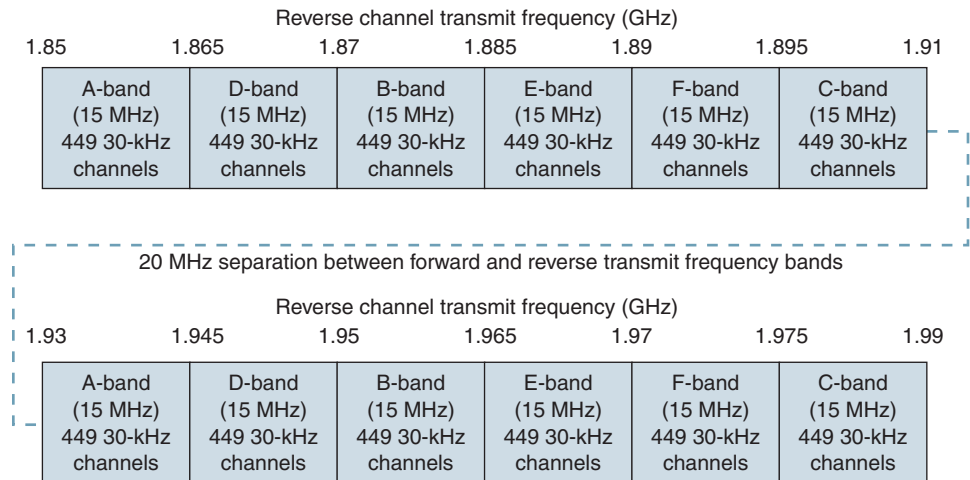 Reverse channel transmit frequency (GHz)
1.85 1.865 1.87 1.885 1.89 1.895 1.91
A-band D-band B-band E-band F-band C-band
(15 MHz) (15 MHz) (15 MHz) (15 MHz) (15 MHz) (15 MHz)
449 30-kHz 449 30-kHz 449 30-kHz 449 30-kHz 449 30-kHz 449 30-kHz
channels channels channels channels channels channels
20 MHz separation between forward and reverse transmit frequency bands
Reverse channel transmit frequency (GHz)
1.93 1.945 1.95 1.965 1.97 1.975 1.99
A-band D-band B-band E-band F-band C-band
(15 MHz) (15 MHz) (15 MHz) (15 MHz) (15 MHz) (15 MHz)
449 30-kHz 449 30-kHz 449 30-kHz 449 30-kHz 449 30-kHz 449 30-kHz
channels channels channels channels channels channels